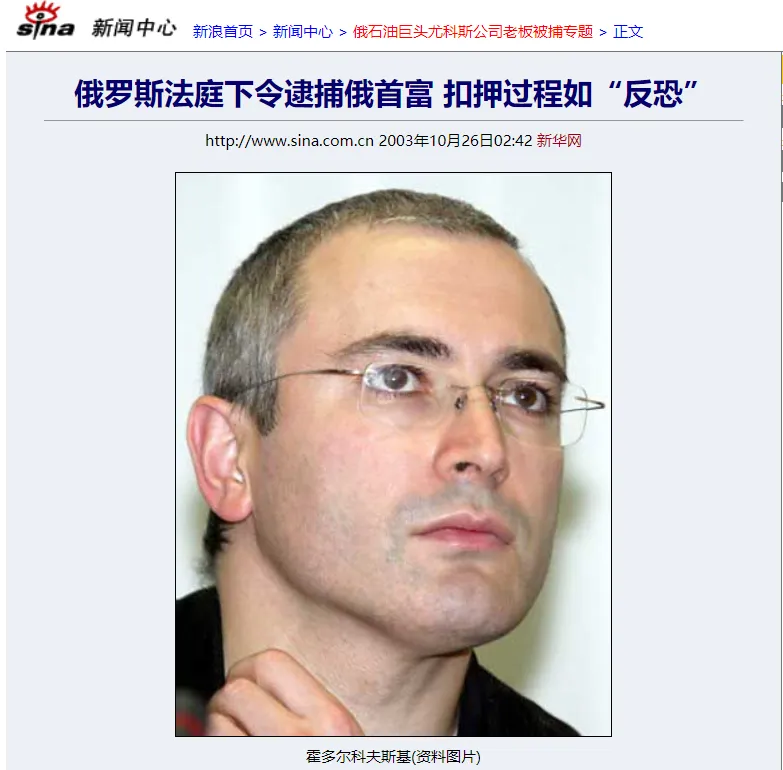 sina 新闻中心 新浪首页 > 新闻中心 > 俄石油巨头尤科斯公司老板被捕专题 > 正文
俄罗斯法庭下令逮捕俄首富 扣押过程如“反恐”
http://www.sina.com.cn 2003年10月26日02:42 新华网
霍多尔科夫斯基(资料图片)